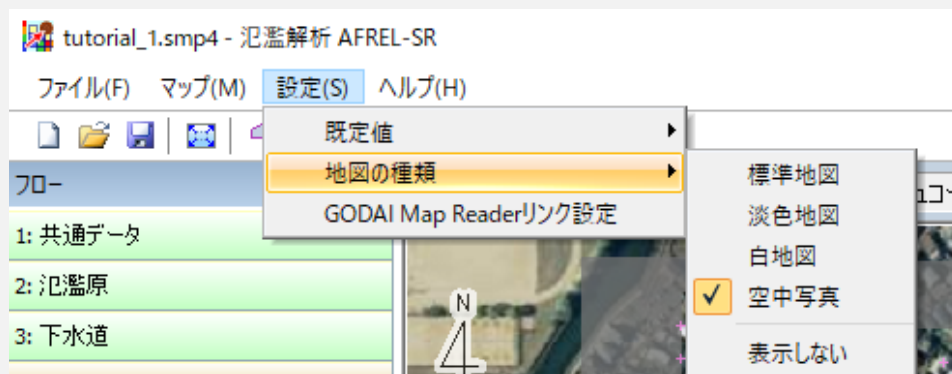 tutorial_1.smp4 - 氾濫解析 AFREL-SR
ファイル(F) マップ(M) 設定(S) ヘルプ(H)
既定値
地図の種類
GODAI Map Readerリンク設定
標準地図
淡色地図
白地図
空中写真
表示しない
フロー
1: 共通データ
2: 氾濫原
3: 下水道
N